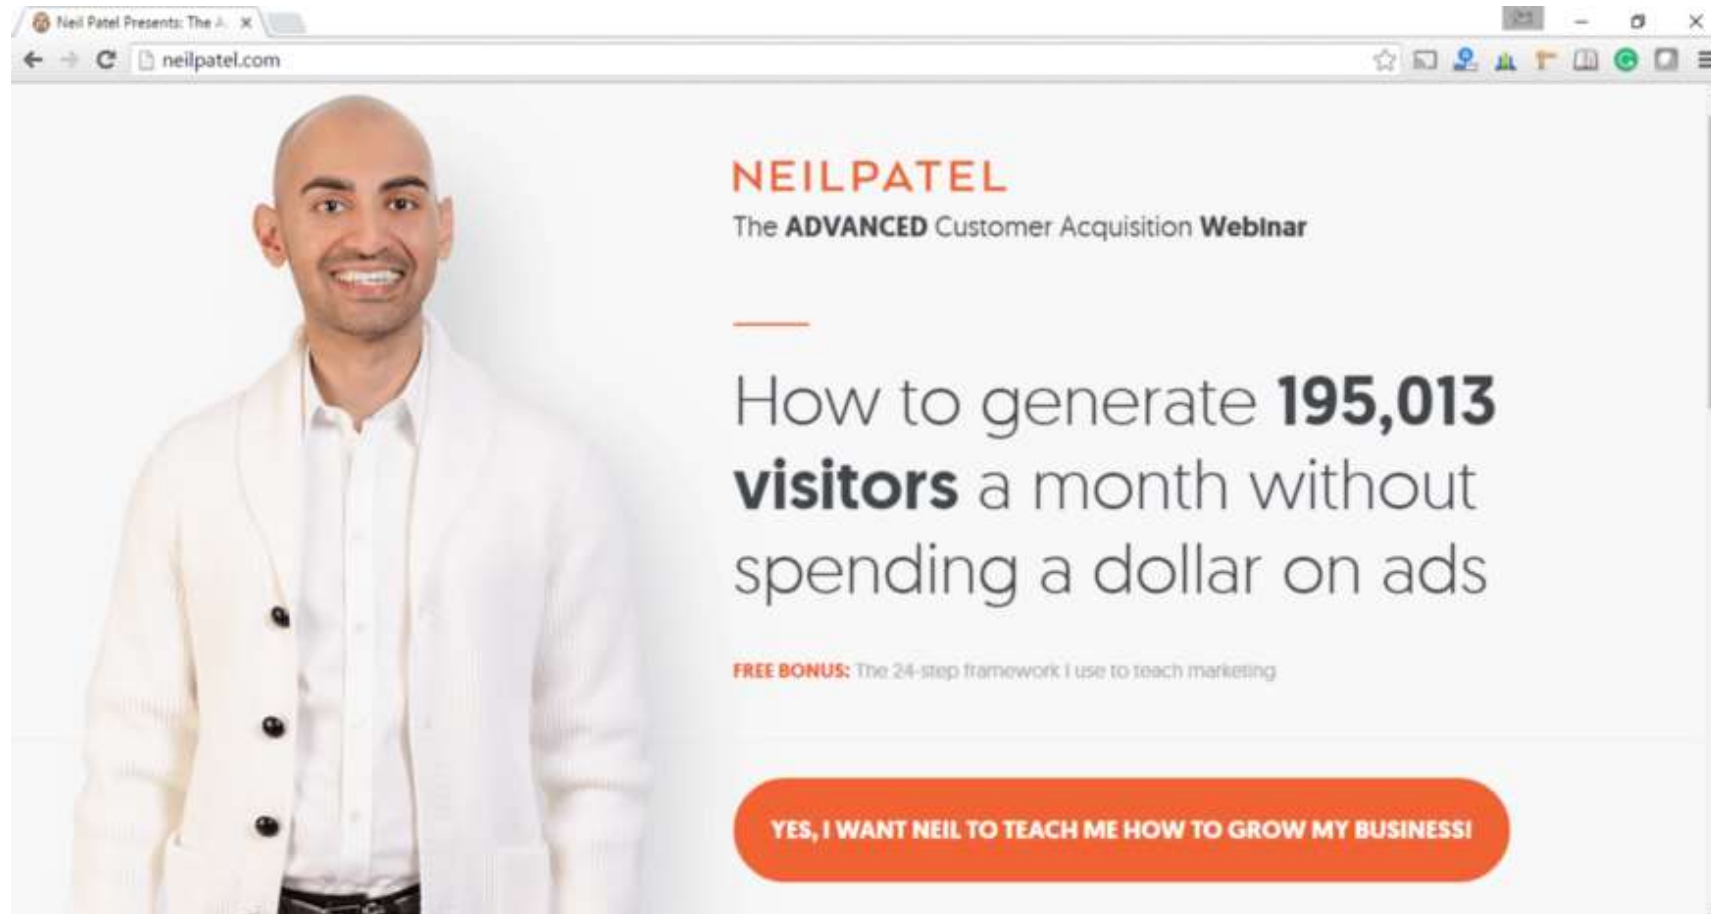 Neil Patel Presents: The A
neilpatel.com
NEILPATEL
The ADVANCED Customer Acquisition Webinar
How to generate 195,013
visitors a month without
spending a dollar on ads
FREE BONUS: The 24-step framework I use to teach marketing
YES, I WANT NEIL TO TEACH ME HOW TO GROW MY BUSINESS!